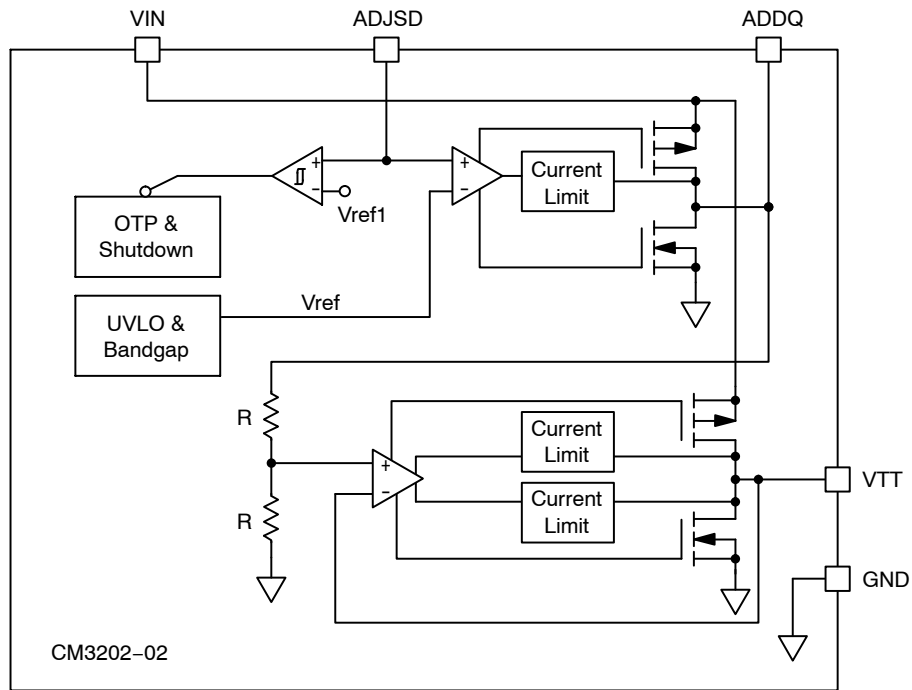 VIN
ADJSD
ADDQ
Current
Limit
+
−
+
−
Vref1
OTP &
Shutdown
Vref
UVLO &
Bandgap
R
Current
Limit
+
−
VTT
R
Current
Limit
GND
CM3202−02